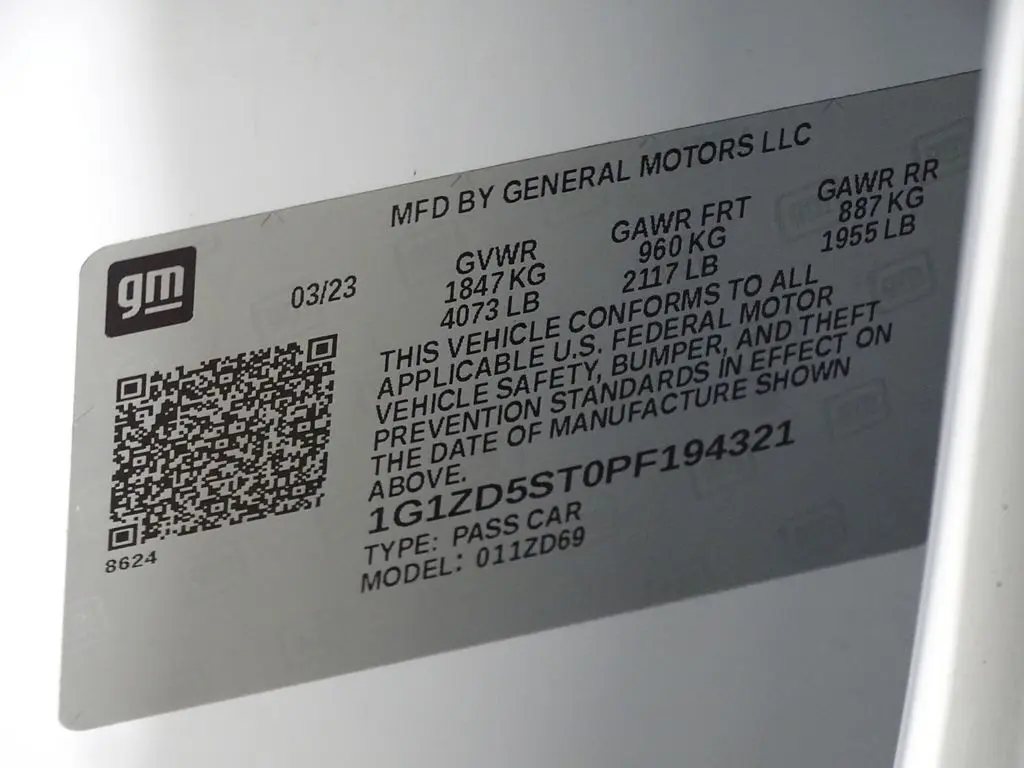 MFD BY GENERAL MOTORS LLC
gm
03/23
GVWR GAWR FRT GAWR RR
1847 KG 960 KG 887 KG
4073 LB 2117 LB 1955 LB
THIS VEHICLE CONFORMS TO ALL
APPLICABLE U.S. FEDERAL MOTOR
VEHICLE SAFETY, BUMPER, AND THEFT
PREVENTION STANDARDS IN EFFECT ON
THE DATE OF MANUFACTURE SHOWN
ABOVE.
1G1ZD5ST0PF194321
TYPE: PASS CAR
MODEL: 011ZD69
8624